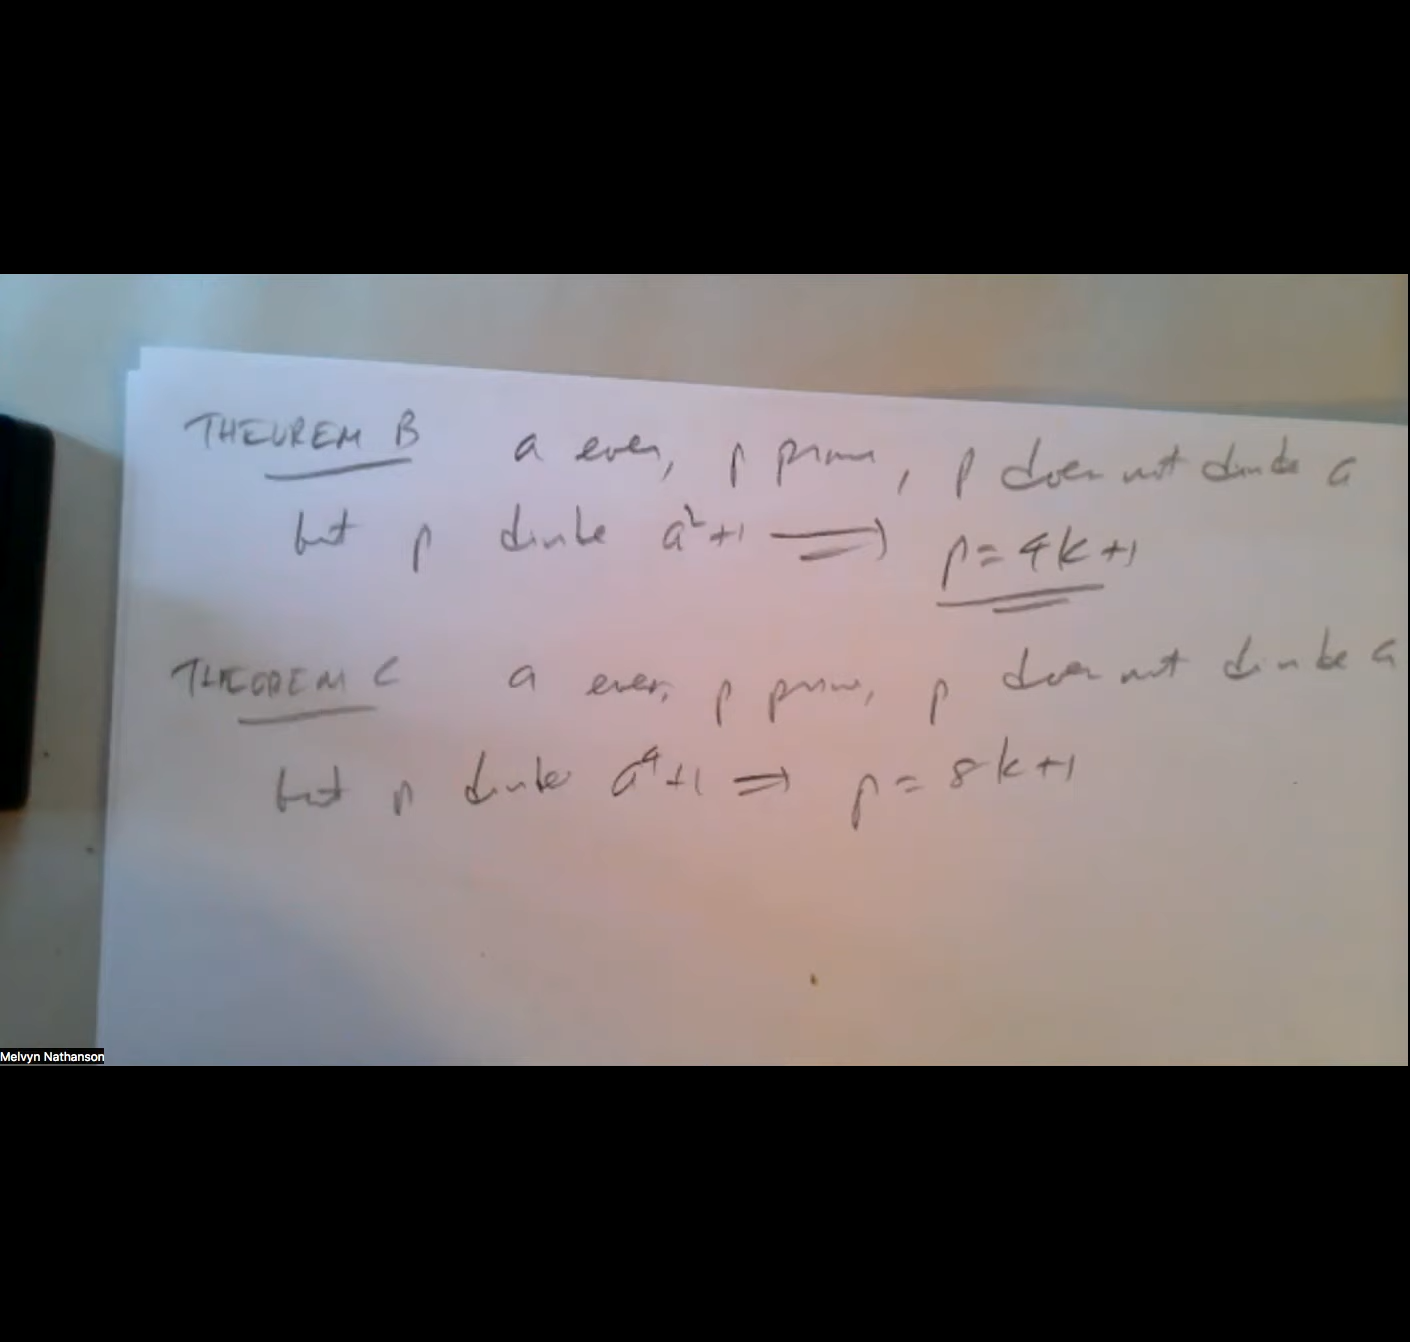 THEOREM B a even, p prime, p does not divide a
but p divide a²+1 ⟹ p = 4k+1
THEOREM C a even, p prime, p does not divide a
but p divides a⁴+1 ⟹ p = 8k+1
Melvyn Nathanson